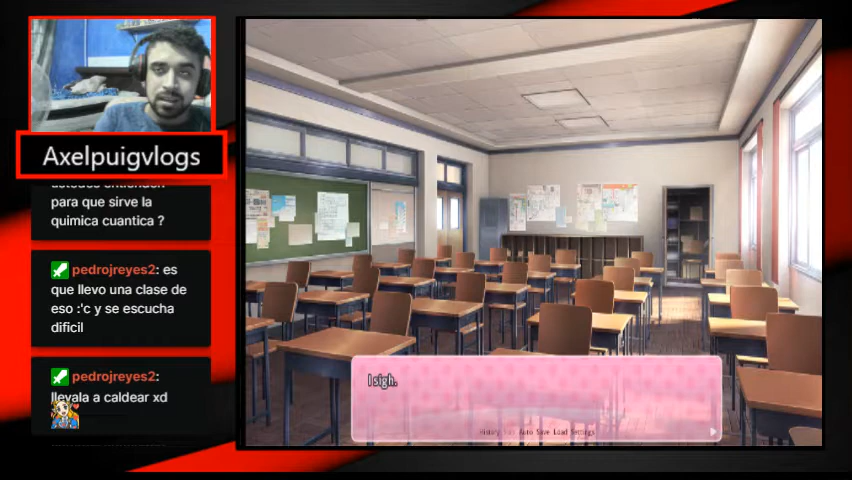 Axelpuigvlogs
para que sirve la
quimica cuantica ?
pedrojreyes2: es
que llevo una clase de
eso :'c y se escucha
dificil
pedrojreyes2:
llevala a caldear xd
I sigh.
History Skip Auto Save Load Settings